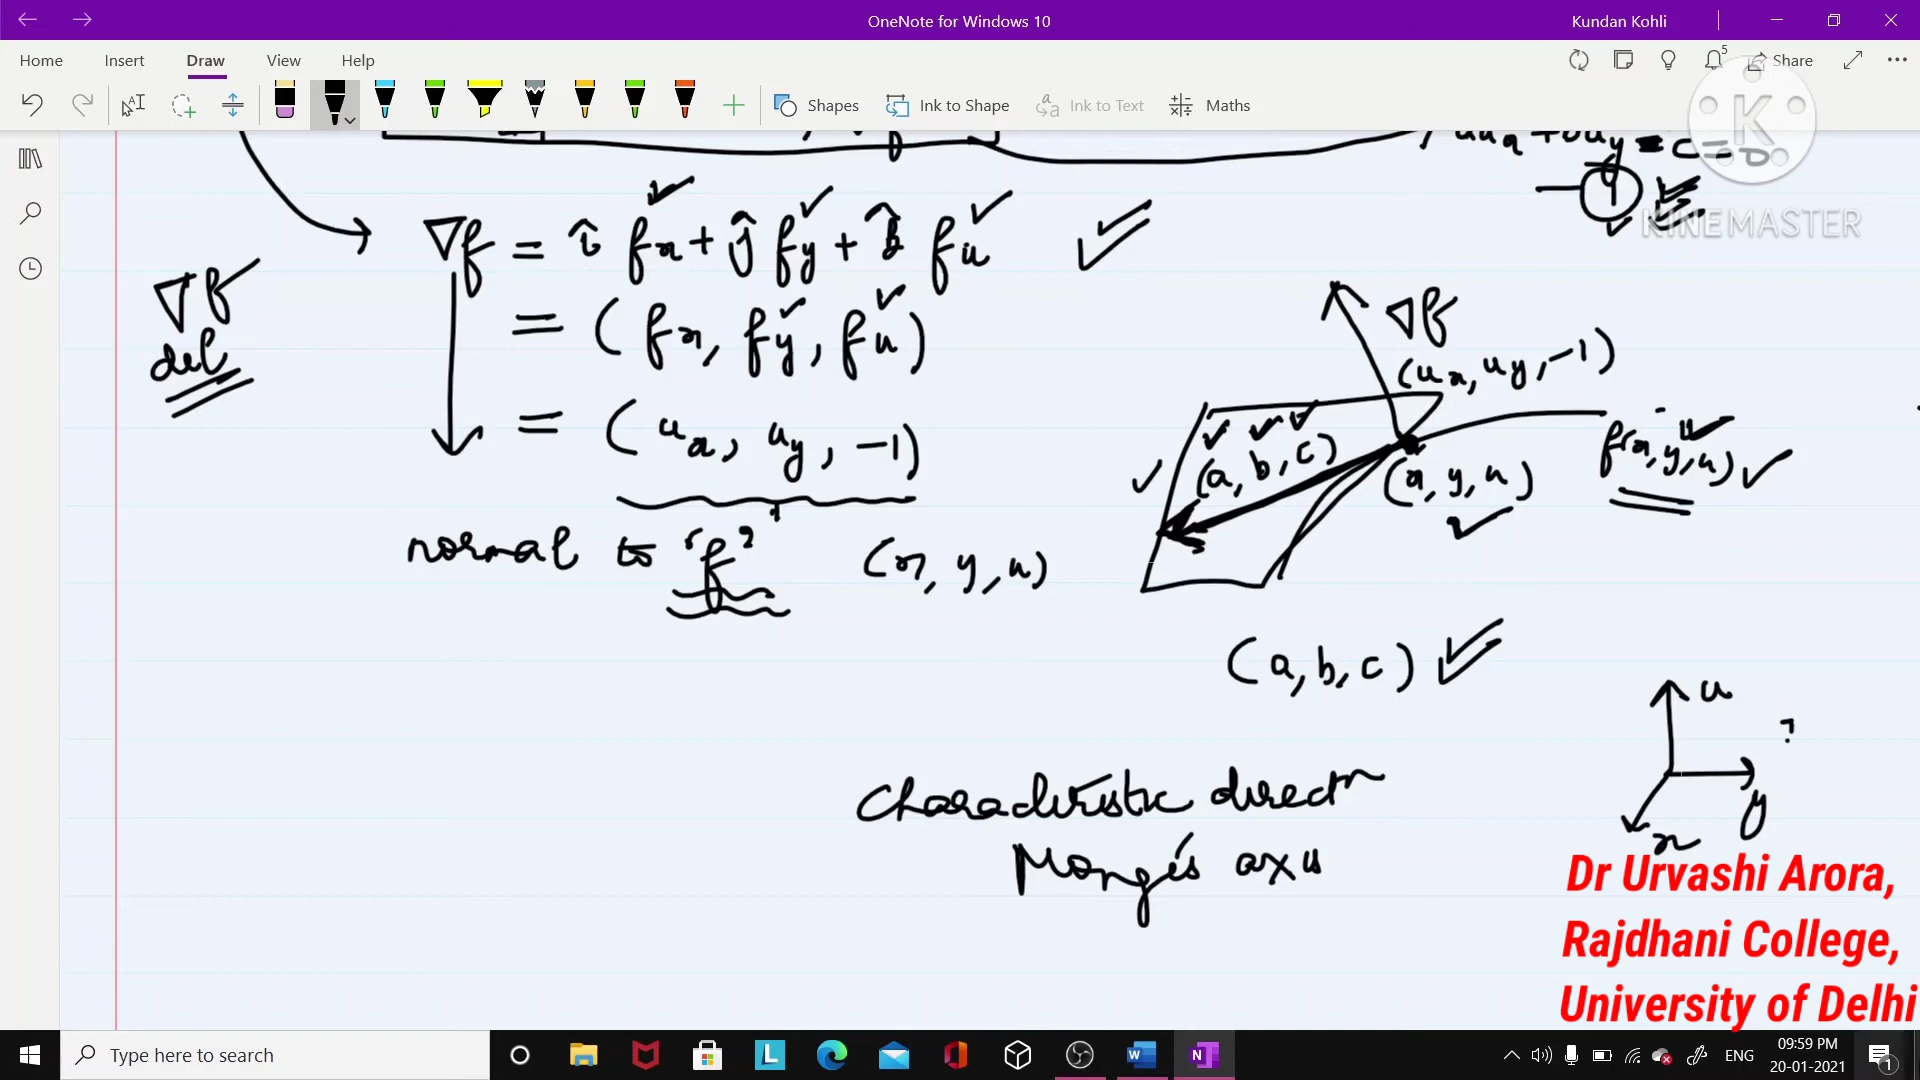 OneNote for Windows 10
Kundan Kohli
Home Insert Draw View Help
5
Share
Shapes Ink to Shape Ink to Text Maths
K
KINEMASTER
∇f = î fx + ĵ fy + k̂ fu
= (fx, fy, fu)
= (ux, uy, -1)
∇f
del
normal to 'f'
(x, y, u)
∇f
(ux, uy, -1)
(a, b, c)
(x, y, u)
f(x, y, u)
(a, b, c)
u
?
y
x
Characteristic directn
Monge's axis
Dr Urvashi Arora,
Rajdhani College,
University of Delhi
Type here to search
ENG
09:59 PM
20-01-2021
1